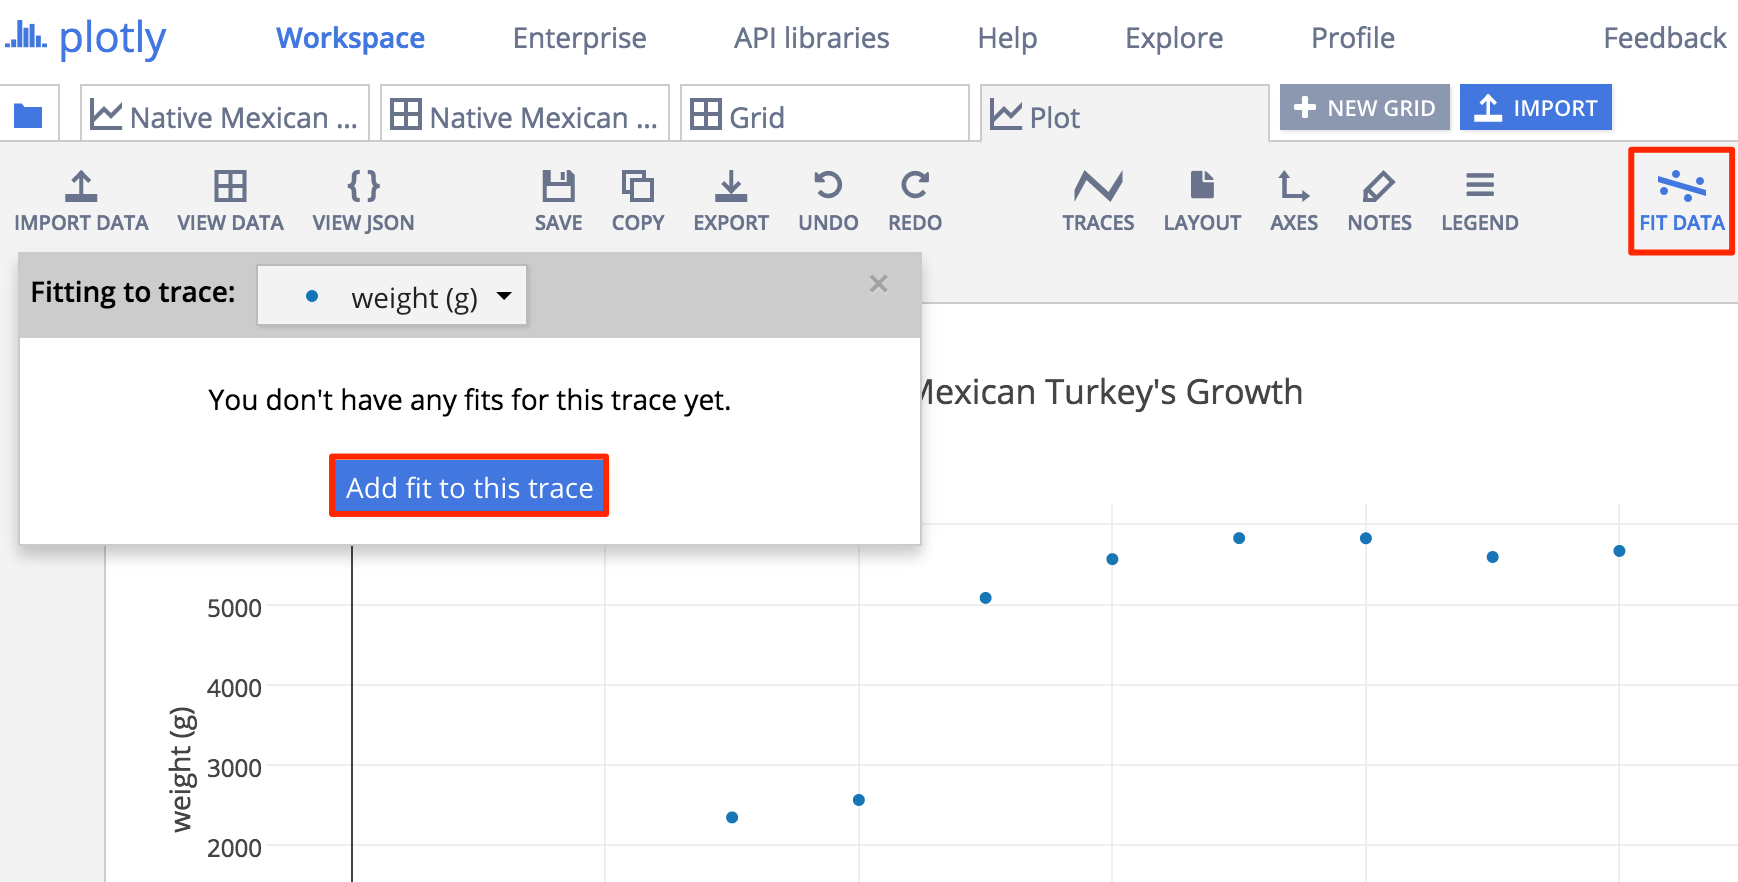 plotly Workspace Enterprise API libraries Help Explore Profile Feedback
Native Mexican ... Native Mexican ... Grid Plot NEW GRID IMPORT
IMPORT DATA VIEW DATA VIEW JSON SAVE COPY EXPORT UNDO REDO TRACES LAYOUT AXES NOTES LEGEND FIT DATA
Fitting to trace: weight (g)
You don't have any fits for this trace yet.
Add fit to this trace
Mexican Turkey's Growth
5000
4000
3000
2000
weight (g)